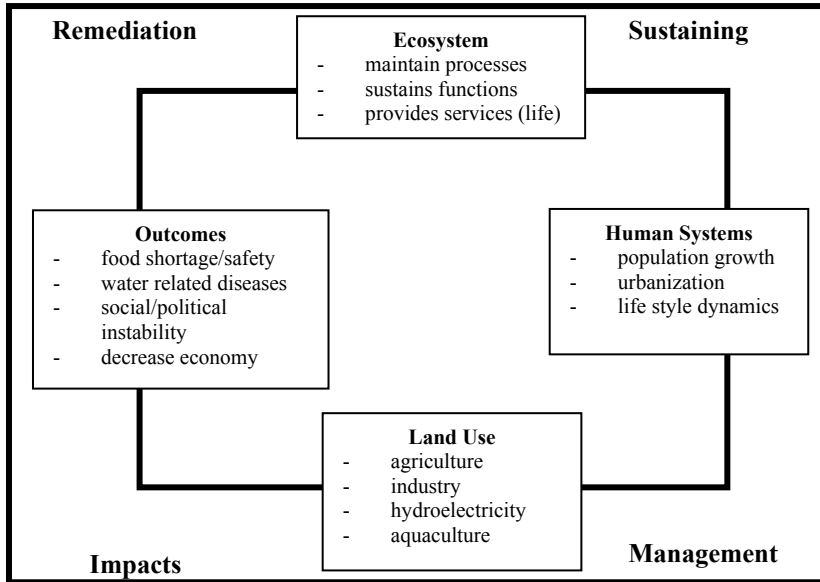 Remediation
Sustaining
Ecosystem
- maintain processes
- sustains functions
- provides services (life)
Outcomes
- food shortage/safety
- water related diseases
- social/political
instability
- decrease economy
Human Systems
- population growth
- urbanization
- life style dynamics
Land Use
- agriculture
- industry
- hydroelectricity
- aquaculture
Impacts
Management